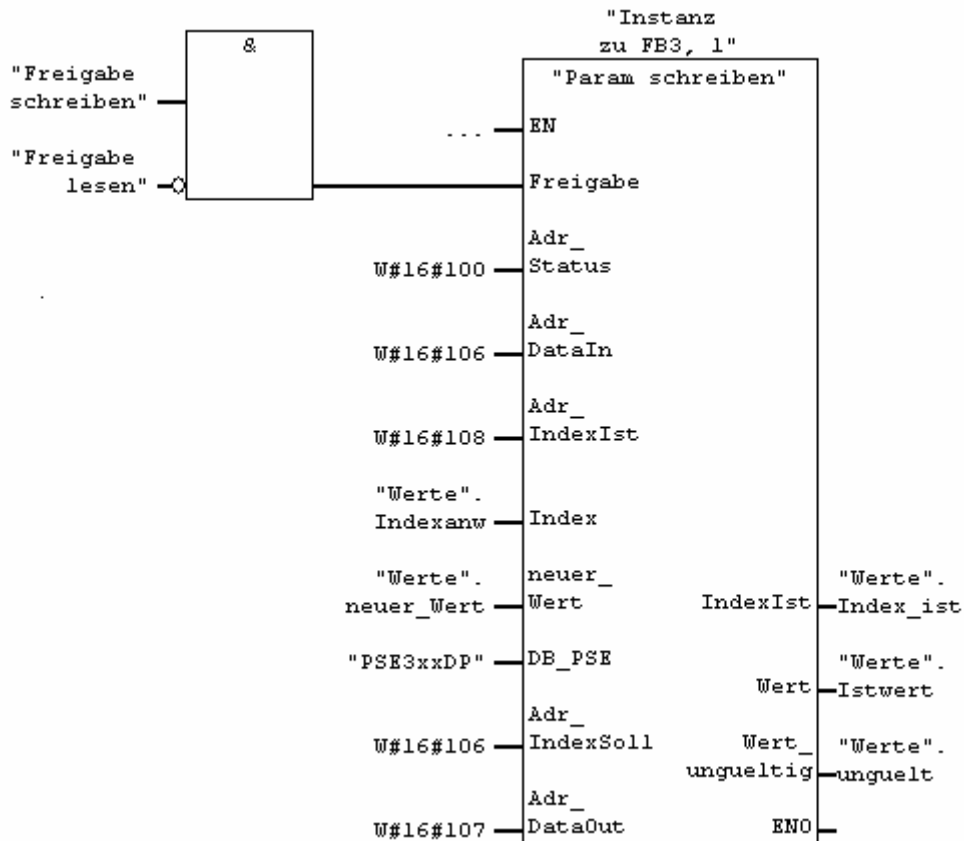 "Instanz
zu FB3, 1"
&
"Param schreiben"
"Freigabe
schreiben"
... EN
"Freigabe
lesen"
Freigabe
Adr_
W#16#100 Status
Adr_
W#16#106 DataIn
Adr_
W#16#108 IndexIst
"Werte".
Indexanw Index
"Werte". neuer_ "Werte".
neuer_Wert Wert IndexIst Index_ist
"PSE3xxDP" DB_PSE "Werte".
Wert Istwert
Adr_
W#16#106 IndexSoll Wert_ "Werte".
ungueltig unguelt
Adr_
W#16#107 DataOut ENO